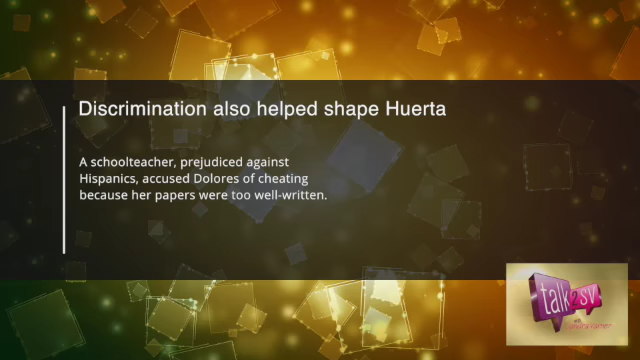 Discrimination also helped shape Huerta
A schoolteacher, prejudiced against
Hispanics, accused Dolores of cheating
because her papers were too well-written.
talk2SV
with